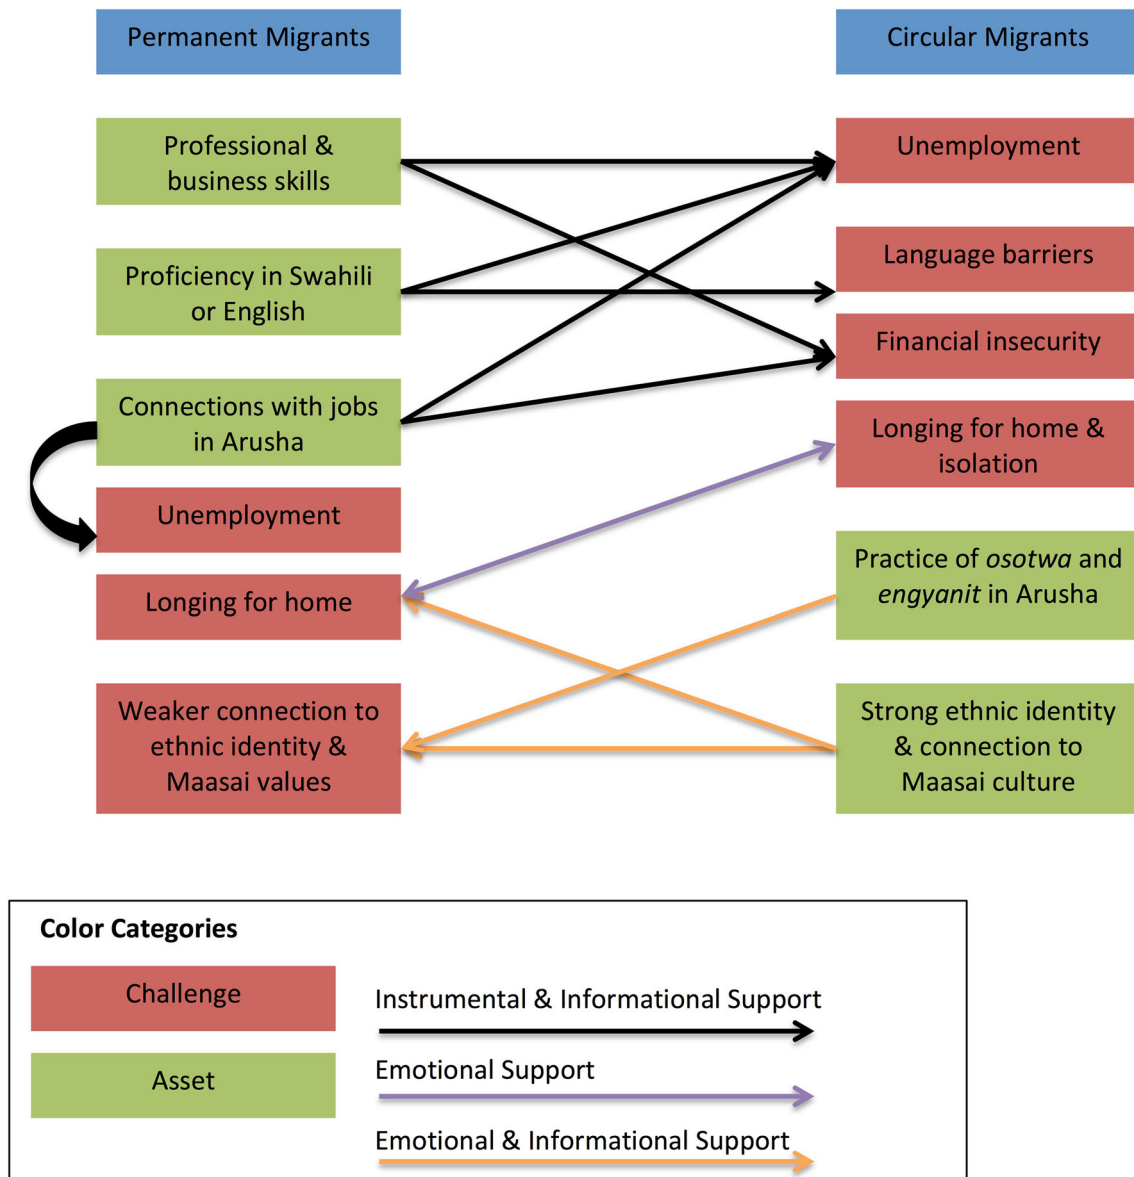 Permanent Migrants
Circular Migrants
Professional &
business skills
Proficiency in Swahili
or English
Connections with jobs
in Arusha
Unemployment
Longing for home
Weaker connection to
ethnic identity &
Maasai values
Unemployment
Language barriers
Financial insecurity
Longing for home &
isolation
Practice of osotwa and
engyanit in Arusha
Strong ethnic identity
& connection to
Maasai culture
Color Categories
Challenge
Asset
Instrumental & Informational Support
Emotional Support
Emotional & Informational Support